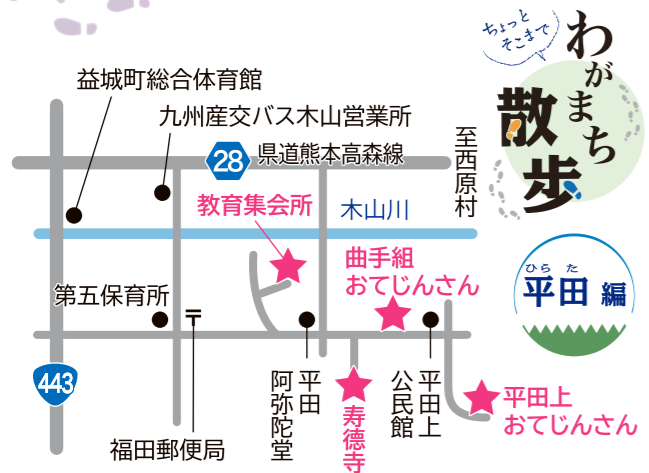 ちょっと
そこまで
わがまち
散歩
ひらた
平田編
益城町総合体育館
九州産交バス木山営業所
28
県道熊本高森線
至西原村
教育集会所
木山川
曲手組
おてじんさん
第五保育所
〒
443
福田郵便局
平田
阿弥陀堂
寿徳寺
平田上
公民館
平田上
おてじんさん